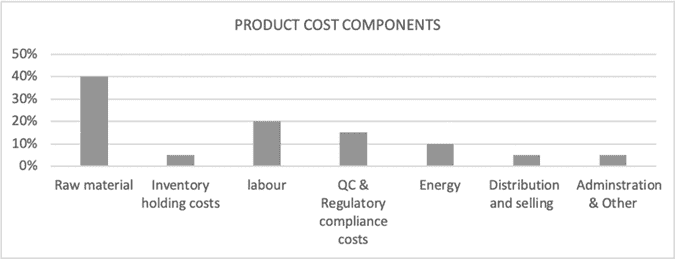 PRODUCT COST COMPONENTS
50%
40%
30%
20%
10%
0%
Raw material
Inventory
holding costs
labour
QC &
Regulatory
compliance
costs
Energy
Distribution
and selling
Adminstration
& Other